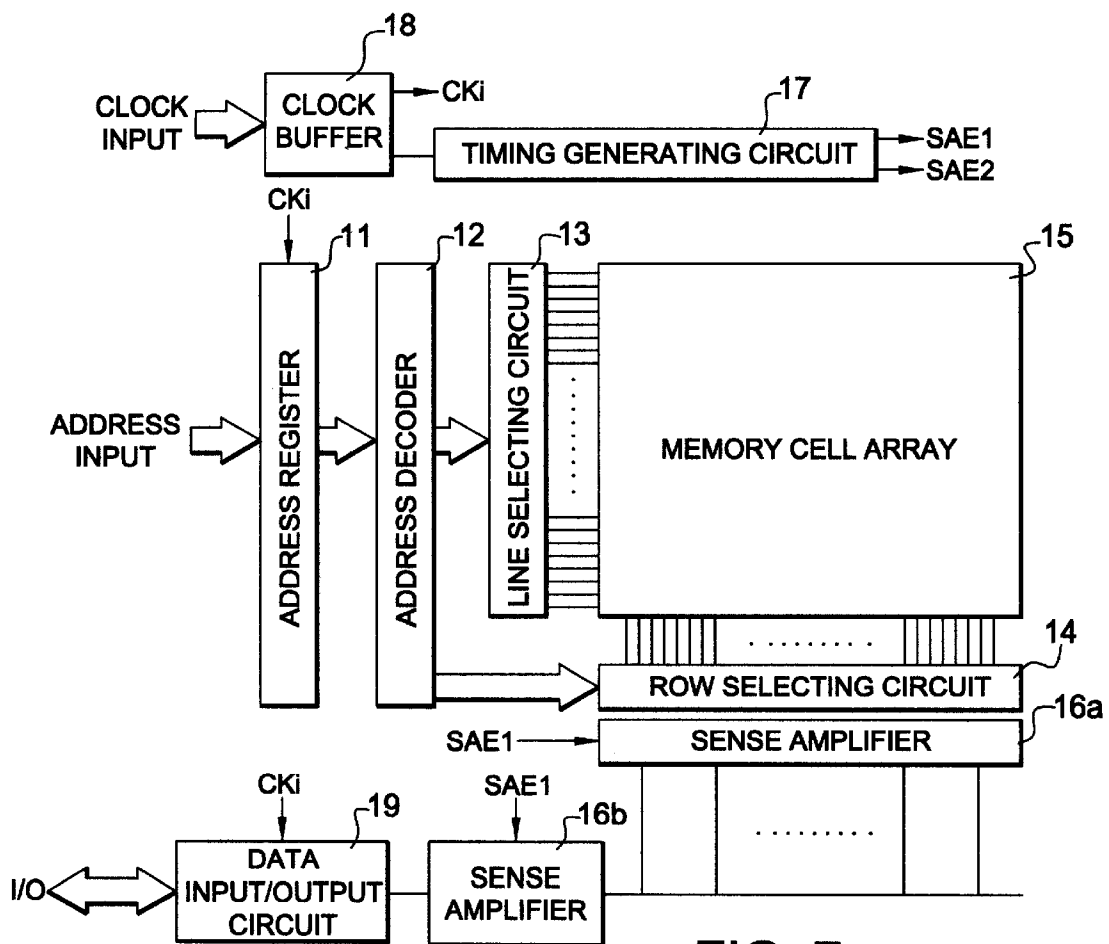 18
CLOCK INPUT
CLOCK BUFFER
CKi
17
TIMING GENERATING CIRCUIT
SAE1
SAE2
CKi
11
12
13
15
ADDRESS INPUT
ADDRESS REGISTER
ADDRESS DECODER
LINE SELECTING CIRCUIT
MEMORY CELL ARRAY
14
ROW SELECTING CIRCUIT
16a
SAE1
SENSE AMPLIFIER
CKi
19
SAE1
16b
I/O
DATA
INPUT/OUTPUT
CIRCUIT
SENSE
AMPLIFIER